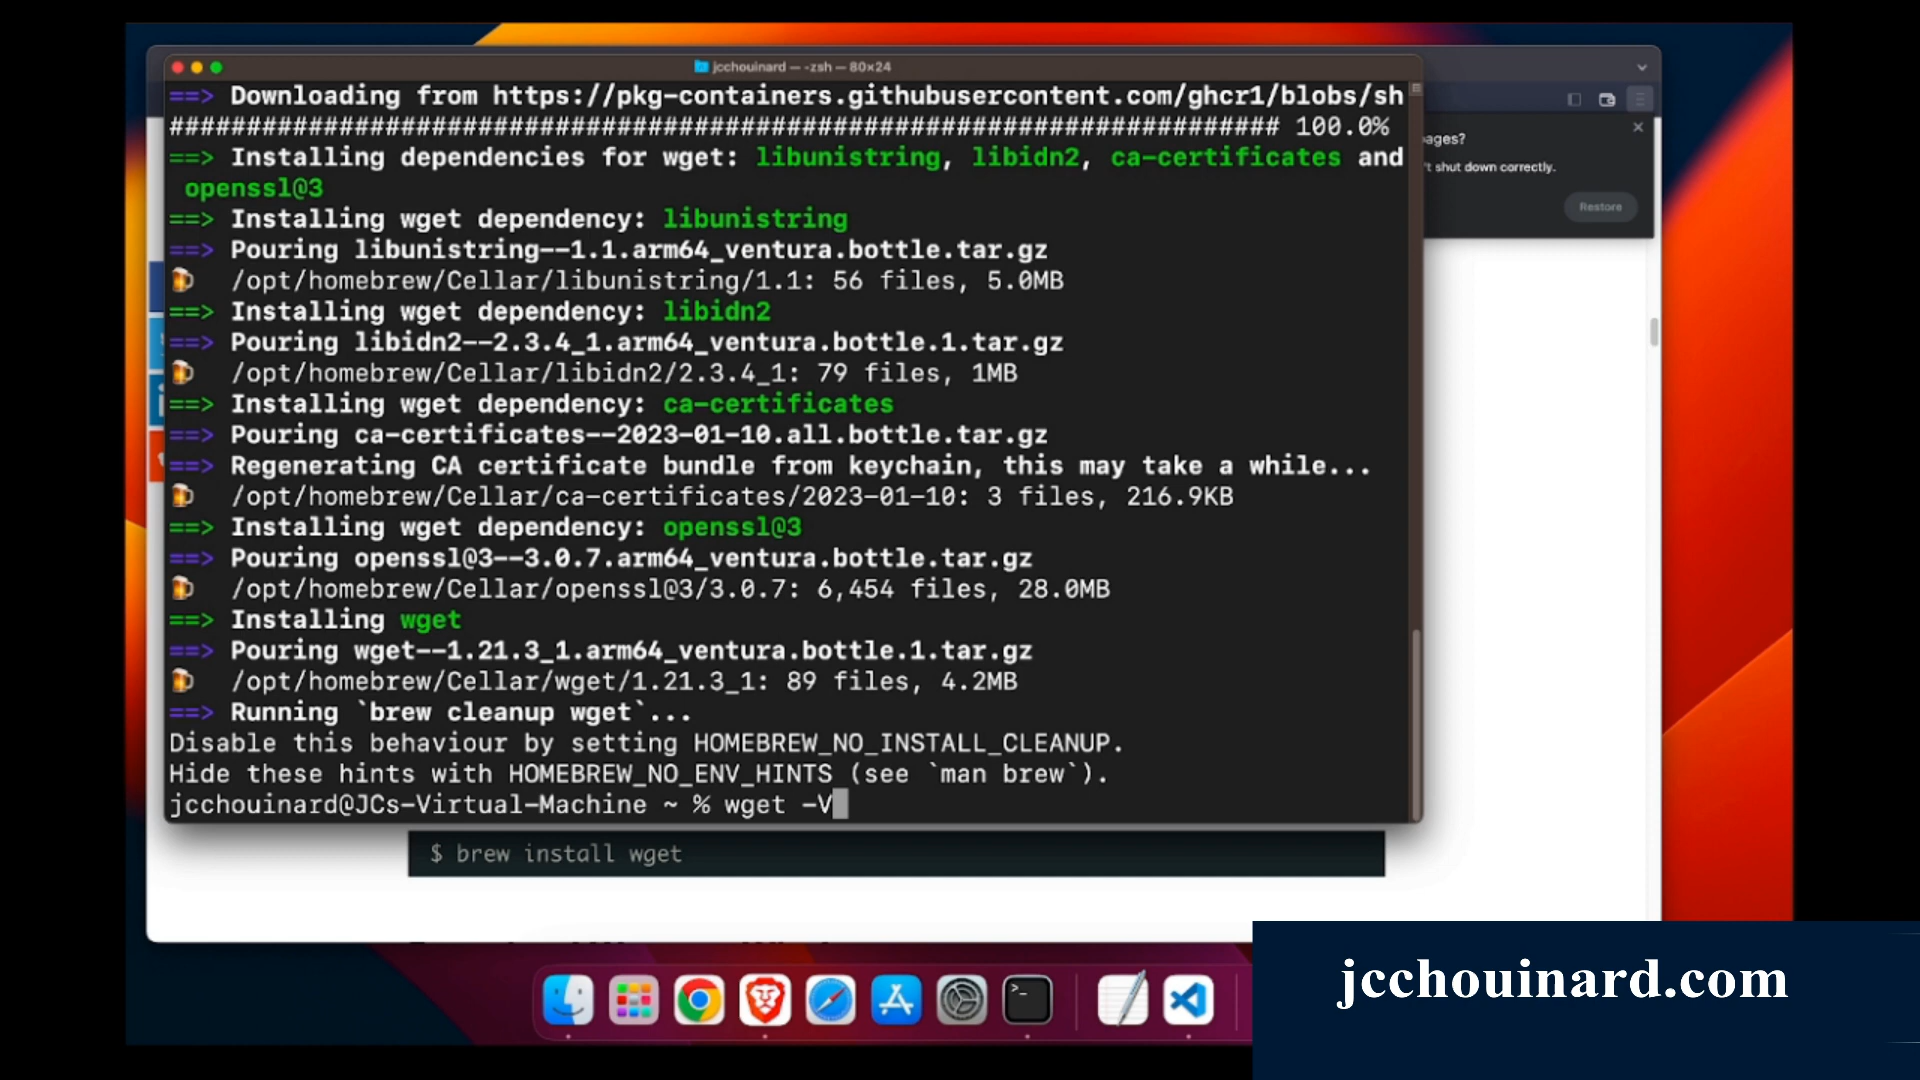 jcchouinard — -zsh — 80×24
==> Downloading from https://pkg-containers.githubusercontent.com/ghcr1/blobs/sh
######################################################################## 100.0%
==> Installing dependencies for wget: libunistring, libidn2, ca-certificates and
openssl@3
==> Installing wget dependency: libunistring
==> Pouring libunistring--1.1.arm64_ventura.bottle.tar.gz
/opt/homebrew/Cellar/libunistring/1.1: 56 files, 5.0MB
==> Installing wget dependency: libidn2
==> Pouring libidn2--2.3.4_1.arm64_ventura.bottle.1.tar.gz
/opt/homebrew/Cellar/libidn2/2.3.4_1: 79 files, 1MB
==> Installing wget dependency: ca-certificates
==> Pouring ca-certificates--2023-01-10.all.bottle.tar.gz
==> Regenerating CA certificate bundle from keychain, this may take a while...
/opt/homebrew/Cellar/ca-certificates/2023-01-10: 3 files, 216.9KB
==> Installing wget dependency: openssl@3
==> Pouring openssl@3--3.0.7.arm64_ventura.bottle.tar.gz
/opt/homebrew/Cellar/openssl@3/3.0.7: 6,454 files, 28.0MB
==> Installing wget
==> Pouring wget--1.21.3_1.arm64_ventura.bottle.1.tar.gz
/opt/homebrew/Cellar/wget/1.21.3_1: 89 files, 4.2MB
==> Running `brew cleanup wget`...
Disable this behaviour by setting HOMEBREW_NO_INSTALL_CLEANUP.
Hide these hints with HOMEBREW_NO_ENV_HINTS (see `man brew`).
jcchouinard@JCs-Virtual-Machine ~ % wget -V
ages?
't shut down correctly.
Restore
$ brew install wget
jcchouinard.com